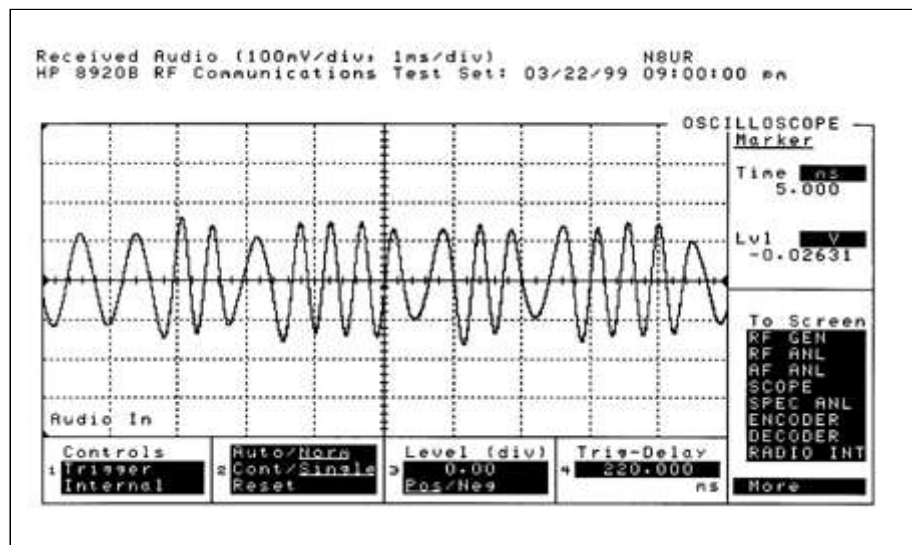 Received Audio (100mV/div, 1ms/div) N8UR
HP 8920B RF Communications Test Set: 03/22/99 09:00:00 pm
OSCILLOSCOPE
Marker
Time ms
5.000
Lvl V
-0.02631
To Screen
RF GEN
RF ANL
AF ANL
SCOPE
SPEC ANL
ENCODER
DECODER
RADIO INT
More
Audio In
Controls
1 Trigger
Internal
Auto/Norm
2 Cont/Single
Reset
Level (div)
3 0.00
Pos/Neg
Trig-Delay
4 220.000
ms